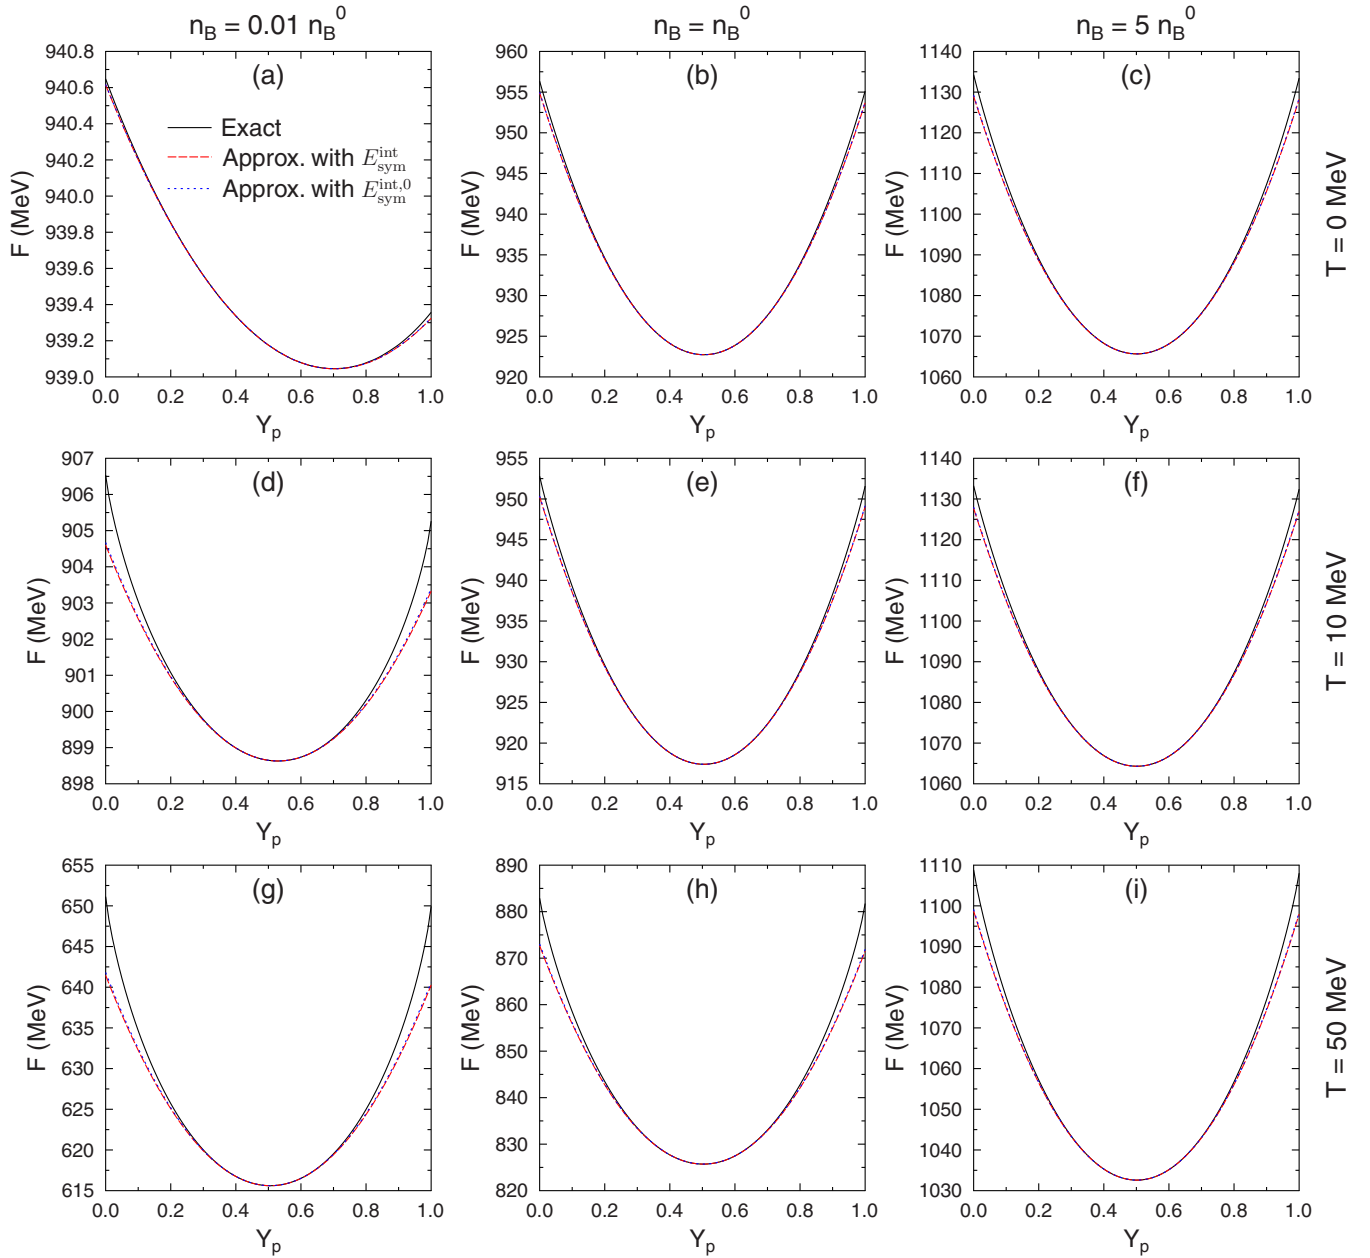 n_B = 0.01 n_B^0
n_B = n_B^0
n_B = 5 n_B^0
940.8
940.6
940.4
940.2
940.0
939.8
939.6
939.4
939.2
939.0
F (MeV)
(a)
Exact
Approx. with E_sym^int
Approx. with E_sym^int,0
0.0 0.2 0.4 0.6 0.8 1.0
Y_p
960
955
950
945
940
935
930
925
920
F (MeV)
(b)
0.0 0.2 0.4 0.6 0.8 1.0
Y_p
1140
1130
1120
1110
1100
1090
1080
1070
1060
F (MeV)
(c)
0.0 0.2 0.4 0.6 0.8 1.0
Y_p
T = 0 MeV
907
906
905
904
903
902
901
900
899
898
F (MeV)
(d)
0.0 0.2 0.4 0.6 0.8 1.0
Y_p
955
950
945
940
935
930
925
920
915
F (MeV)
(e)
0.0 0.2 0.4 0.6 0.8 1.0
Y_p
1140
1130
1120
1110
1100
1090
1080
1070
1060
F (MeV)
(f)
0.0 0.2 0.4 0.6 0.8 1.0
Y_p
T = 10 MeV
655
650
645
640
635
630
625
620
615
F (MeV)
(g)
0.0 0.2 0.4 0.6 0.8 1.0
Y_p
890
880
870
860
850
840
830
820
F (MeV)
(h)
0.0 0.2 0.4 0.6 0.8 1.0
Y_p
1110
1100
1090
1080
1070
1060
1050
1040
1030
F (MeV)
(i)
0.0 0.2 0.4 0.6 0.8 1.0
Y_p
T = 50 MeV